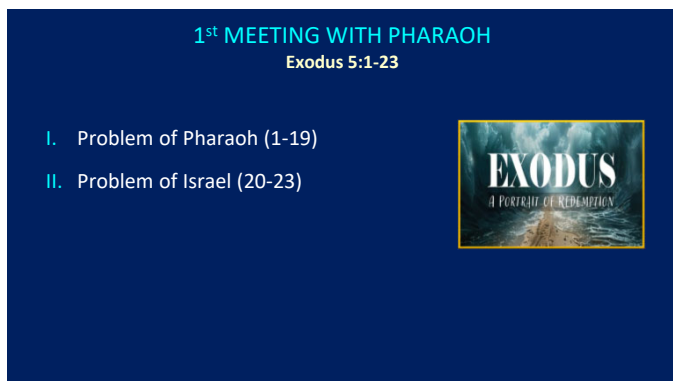 1st MEETING WITH PHARAOH
Exodus 5:1-23
I. Problem of Pharaoh (1-19)
II. Problem of Israel (20-23)
EXODUS
A PORTRAIT OF REDEMPTION